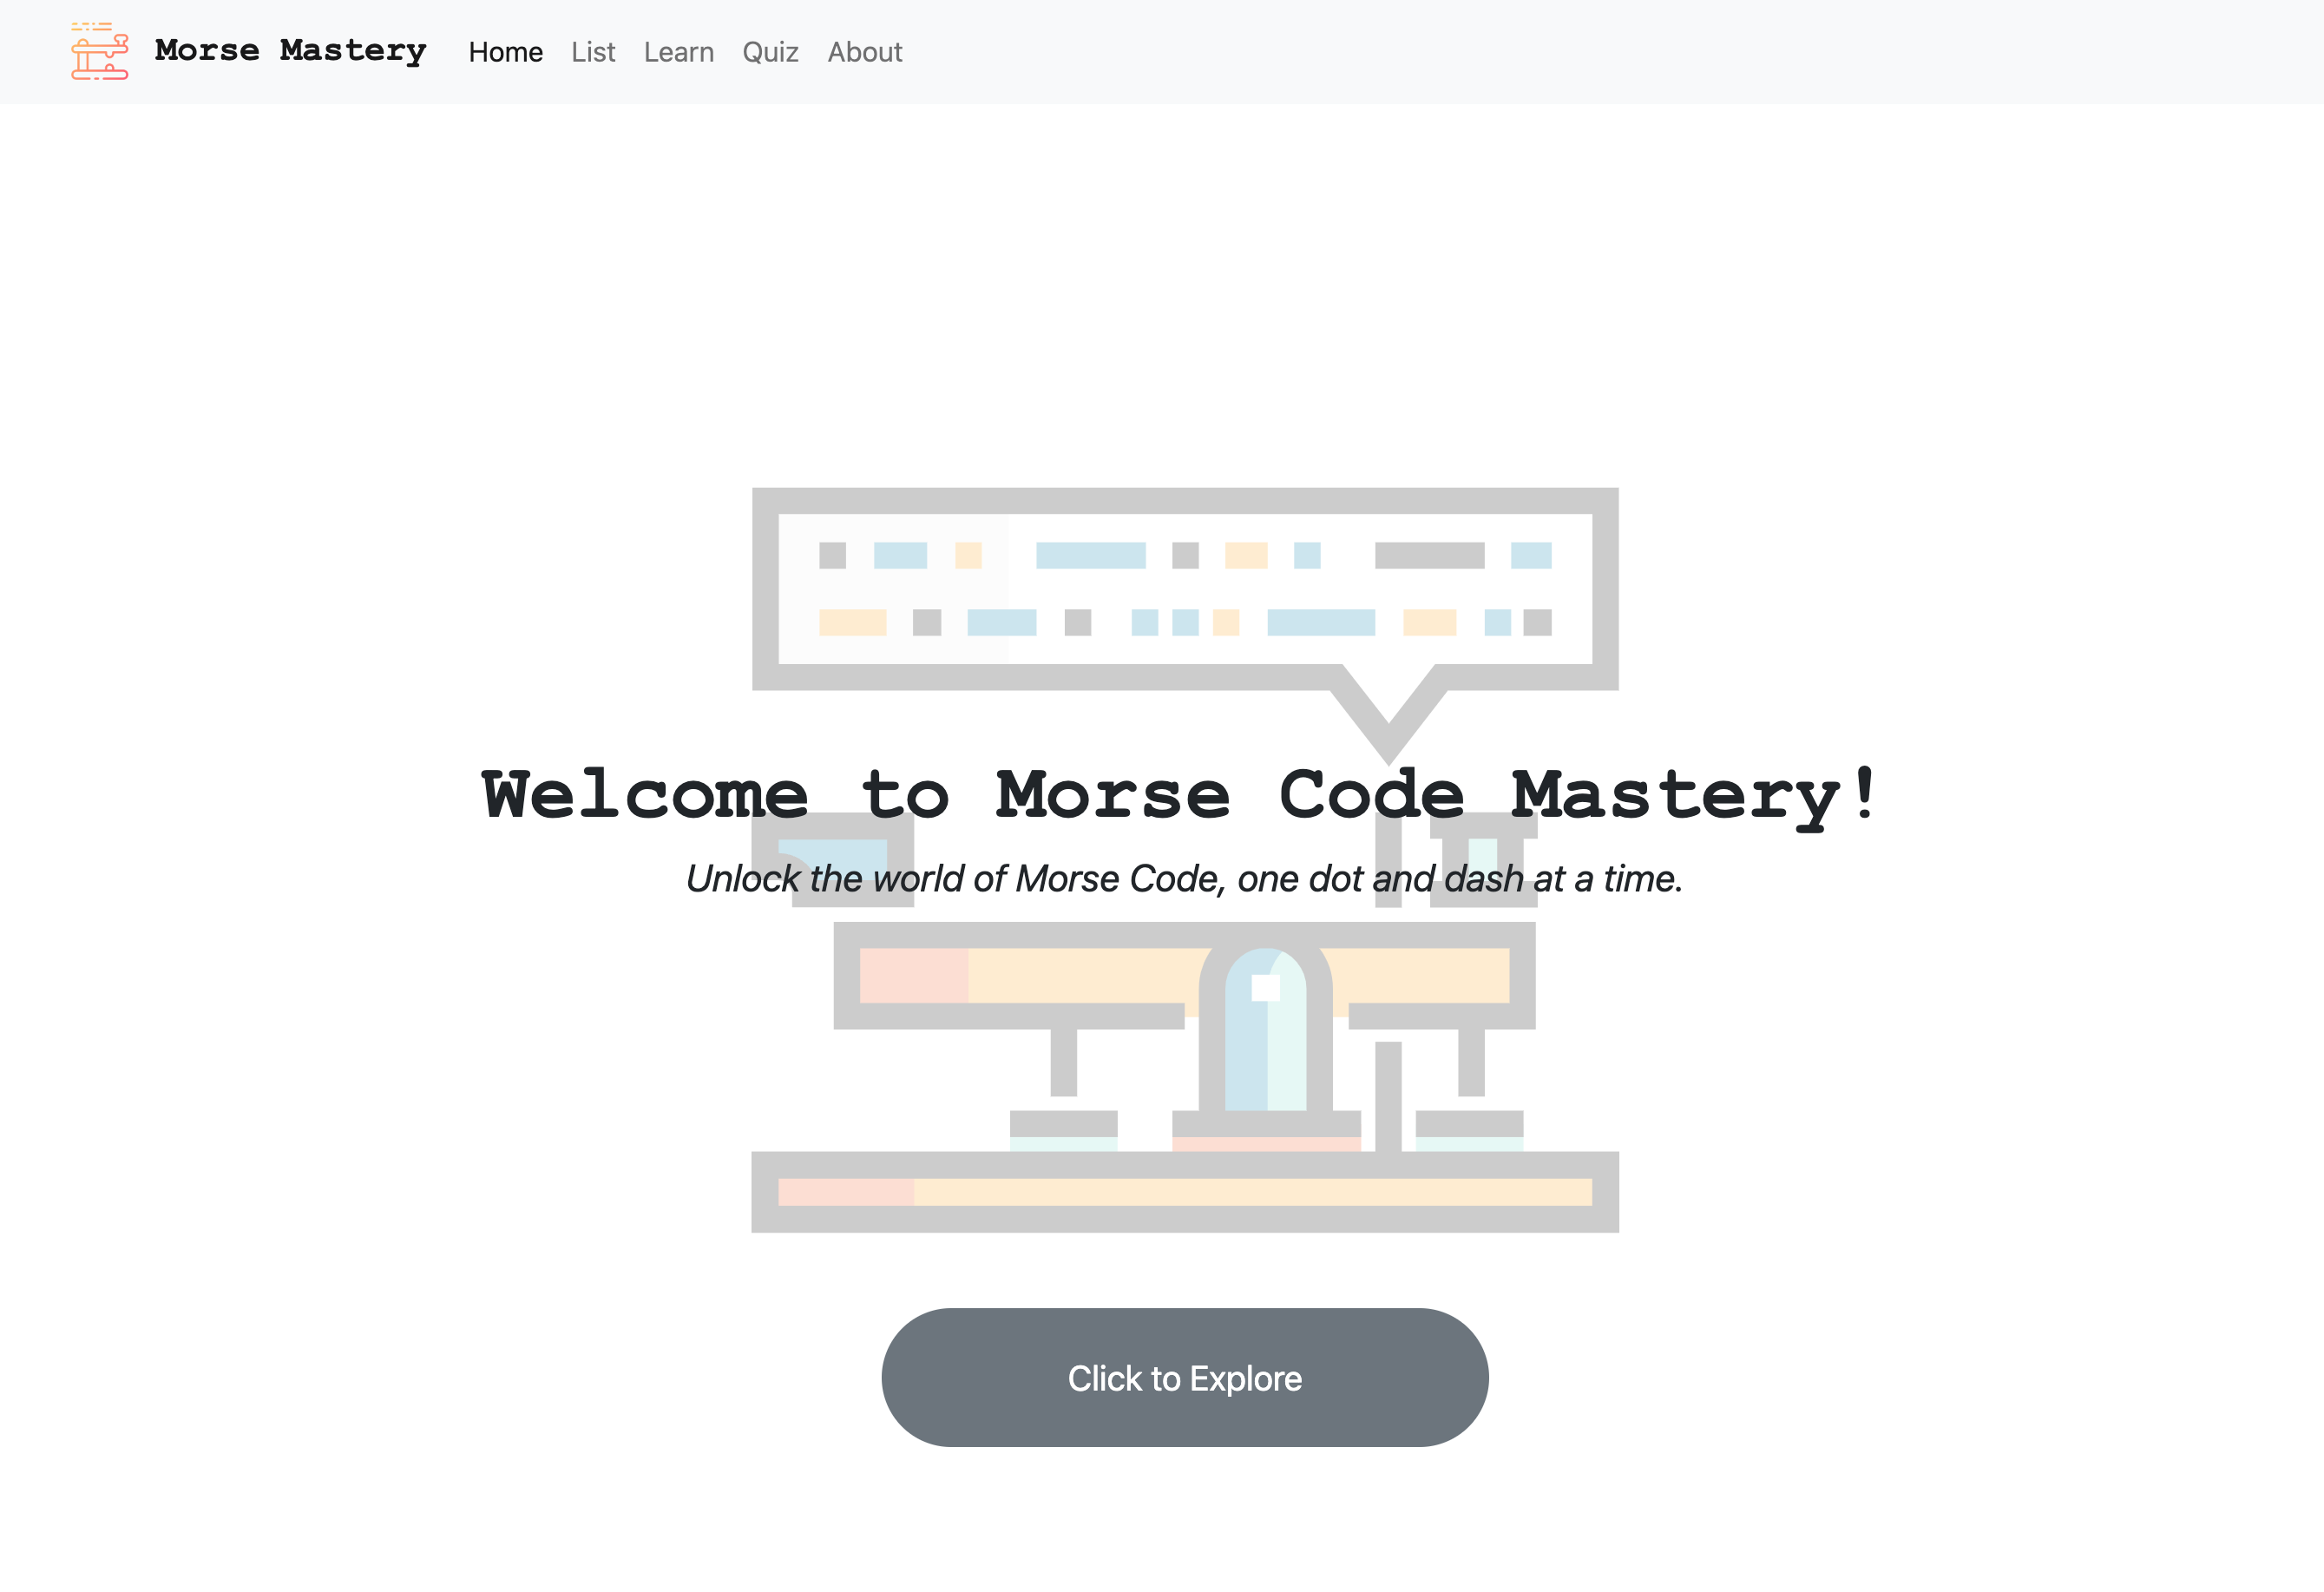 Morse Mastery Home List Learn Quiz About
Welcome to Morse Code Mastery!
Unlock the world of Morse Code, one dot and dash at a time.
Click to Explore